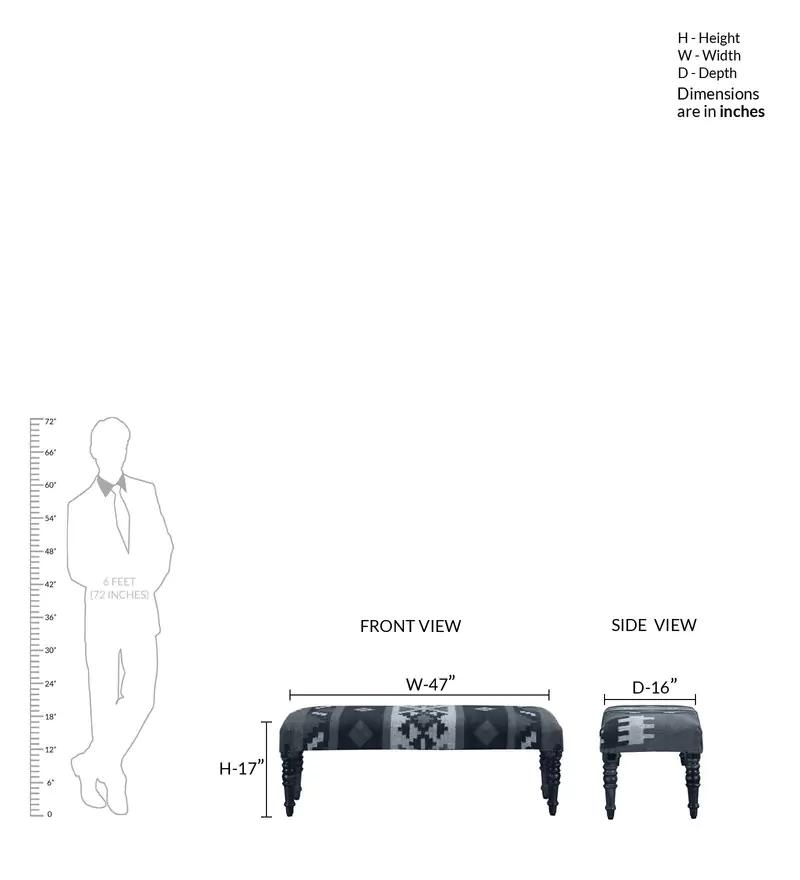 H - Height
W - Width
D - Depth
Dimensions
are in inches
72"
66"
60"
54"
48"
42"
36"
30"
24"
18"
12"
6"
0
6 FEET
(72 INCHES)
FRONT VIEW
SIDE VIEW
W-47”
D-16”
H-17”